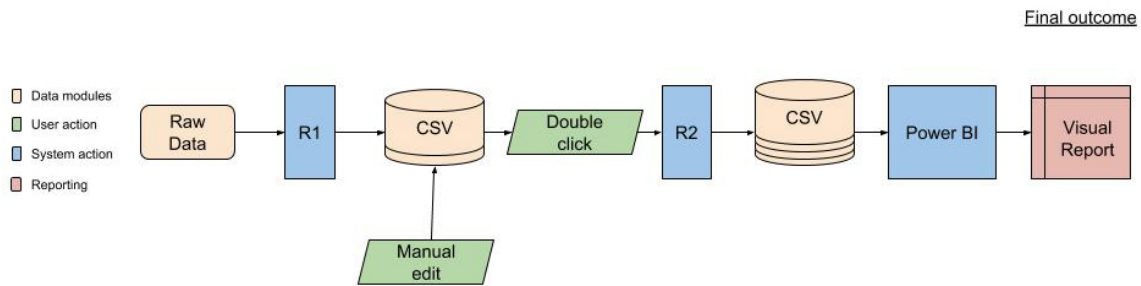 Final outcome
Data modules
User action
System action
Reporting
Raw
Data
R1
CSV
Double
click
R2
CSV
Power BI
Visual
Report
Manual
edit